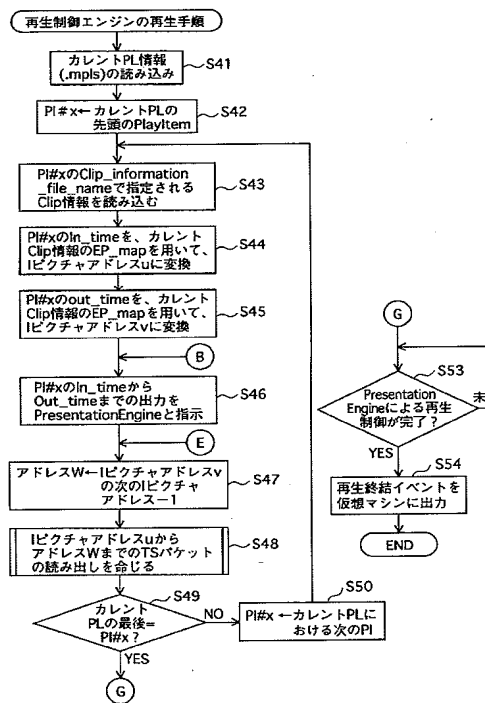 再生制御エンジンの再生手順
カレントPL情報
(.mpls)の読み込み
S41
PI#x←カレントPLの
先頭のPlayItem
S42
PI#xのClip_information
_file_nameで指定される
Clip情報を読み込む
S43
PI#xのIn_timeを、カレント
Clip情報のEP_mapを用いて、
Iピクチャアドレスuに変換
S44
PI#xのout_timeを、カレント
Clip情報のEP_mapを用いて、
Iピクチャアドレスvに変換
S45
B
PI#xのIn_timeから
Out_timeまでの出力を
PresentationEngineと指示
S46
E
アドレスW←Iピクチャアドレスv
の次のIピクチャ
アドレス−1
S47
Iピクチャアドレスuから
アドレスWまでのTSパケット
の読み出しを命じる
S48
カレント
PLの最後=
PI#x?
S49
NO
YES
G
PI#x←カレントPLに
おける次のPI
S50
G
Presentation
Engineによる再生
制御が完了?
S53
未
YES
再生終結イベントを
仮想マシンに出力
S54
END